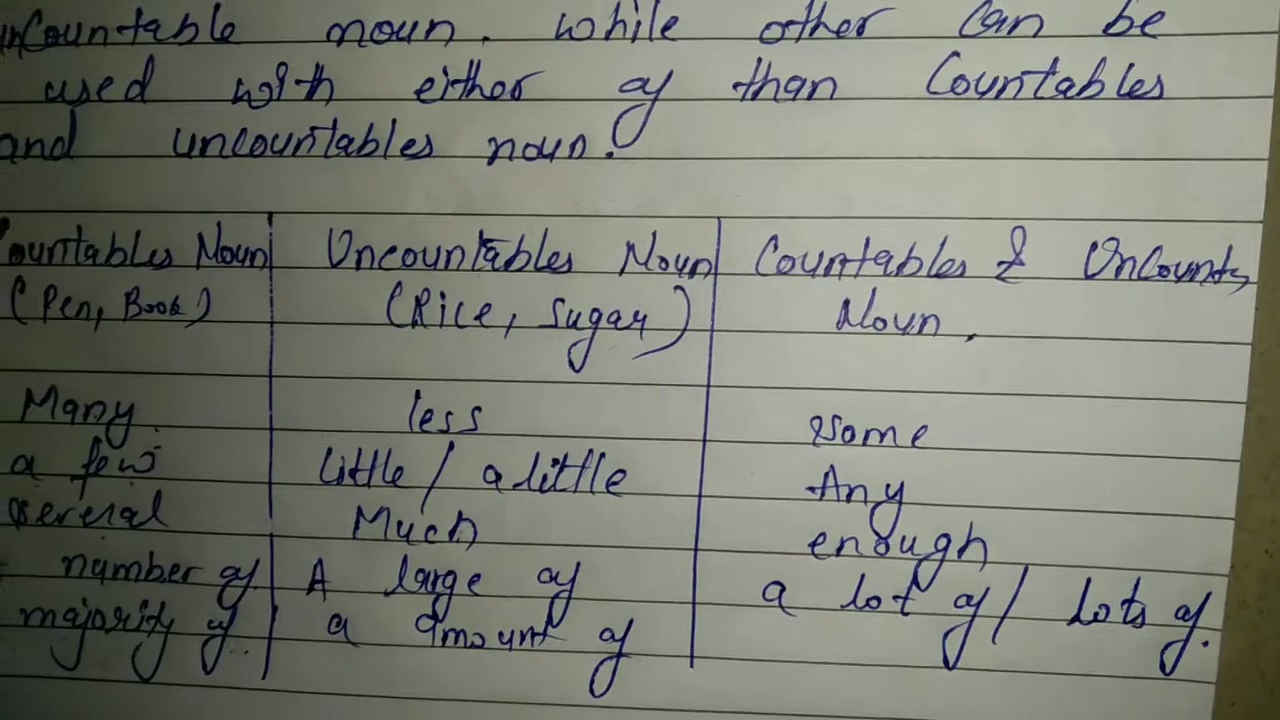 uncountable noun. while other can be
used with either of than Countables
and uncountables noun.
Countables Noun Uncountables Noun Countables & Uncounts
(Pen, Book) (Rice, Sugar) Noun.
Many. less some
a few little / a little Any
several Much enough
number of A large of a lot of / lots of.
majority of. a amount of